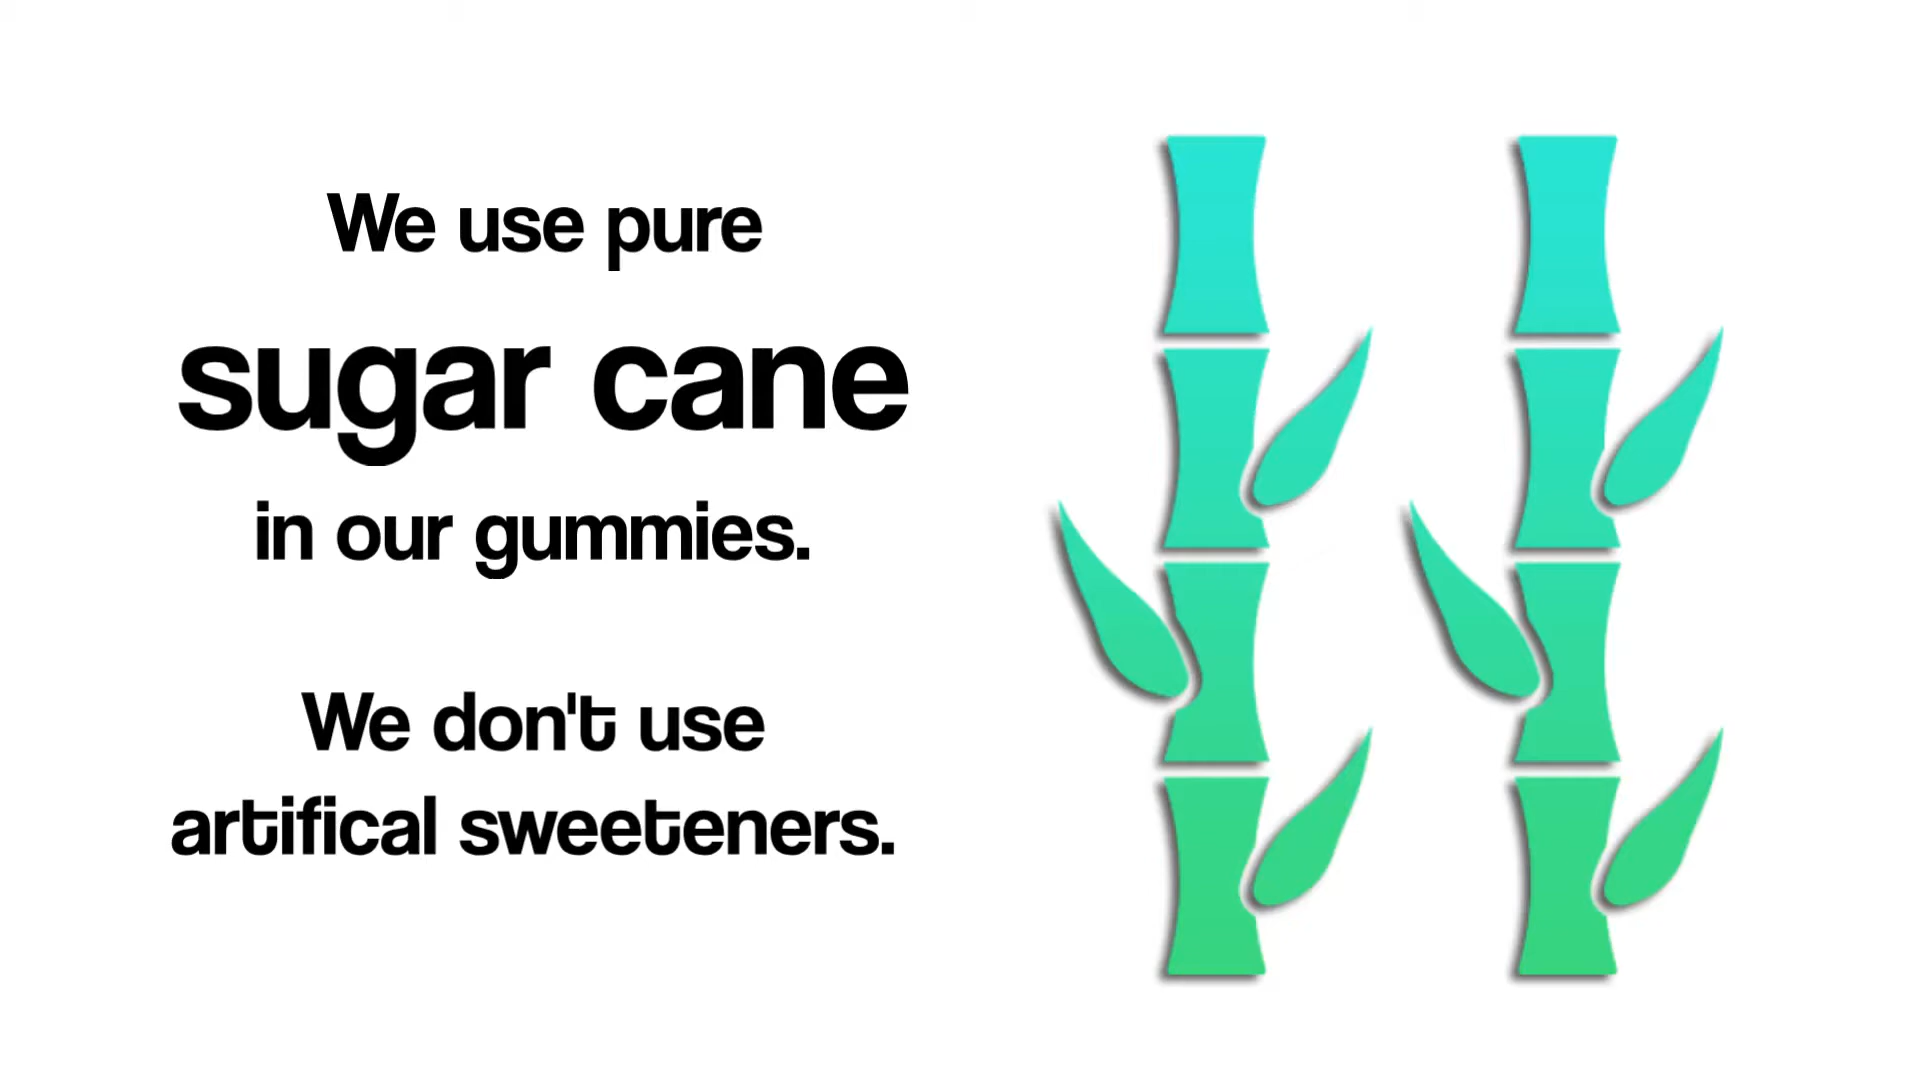 We use pure
sugar cane
in our gummies.
We don't use
artifical sweeteners.